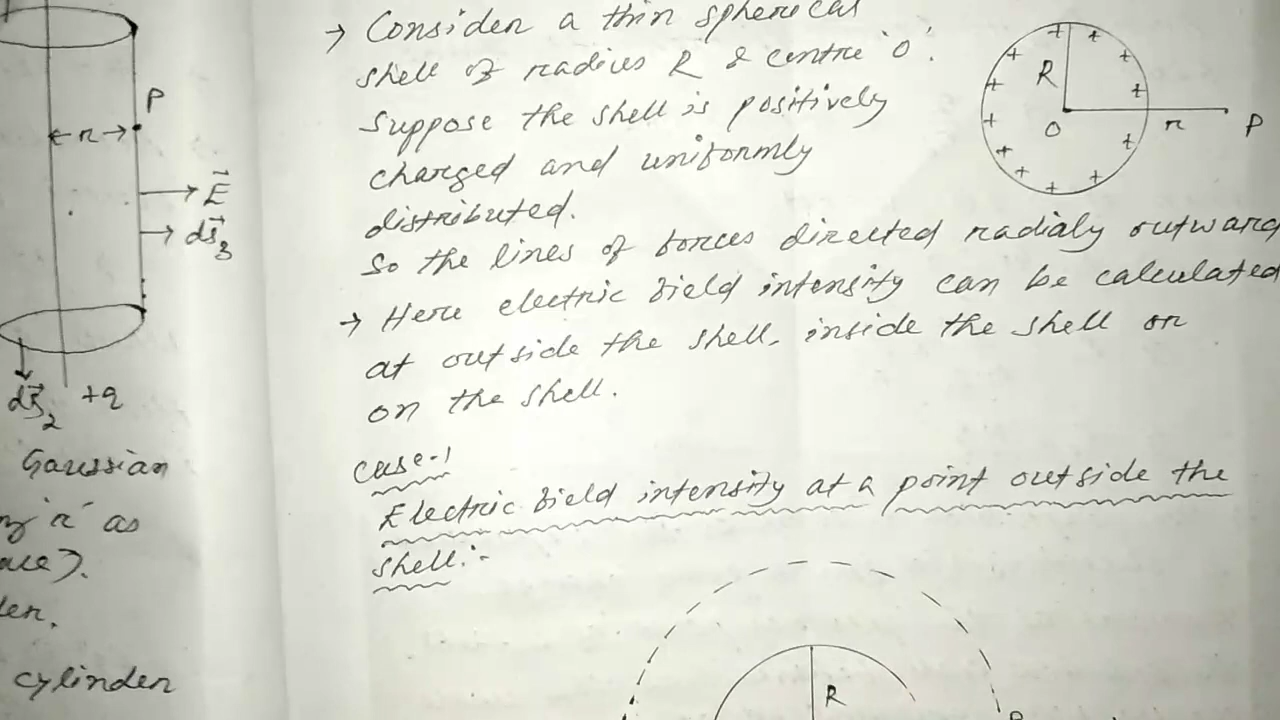 P
← r →
E
ds3
ds2 +q
Gaussian
as
cylinder
→ Consider a thin spherical
shell of radius R & centre 'O'.
Suppose the shell is positively
charged and uniformly
distributed.
So the lines of forces directed radialy outward
→ Here electric field intensity can be calculated
at outside the shell, inside the shell or
on the shell.
Case-1
Electric field intensity at a point outside the
shell:-
R
O r P
R